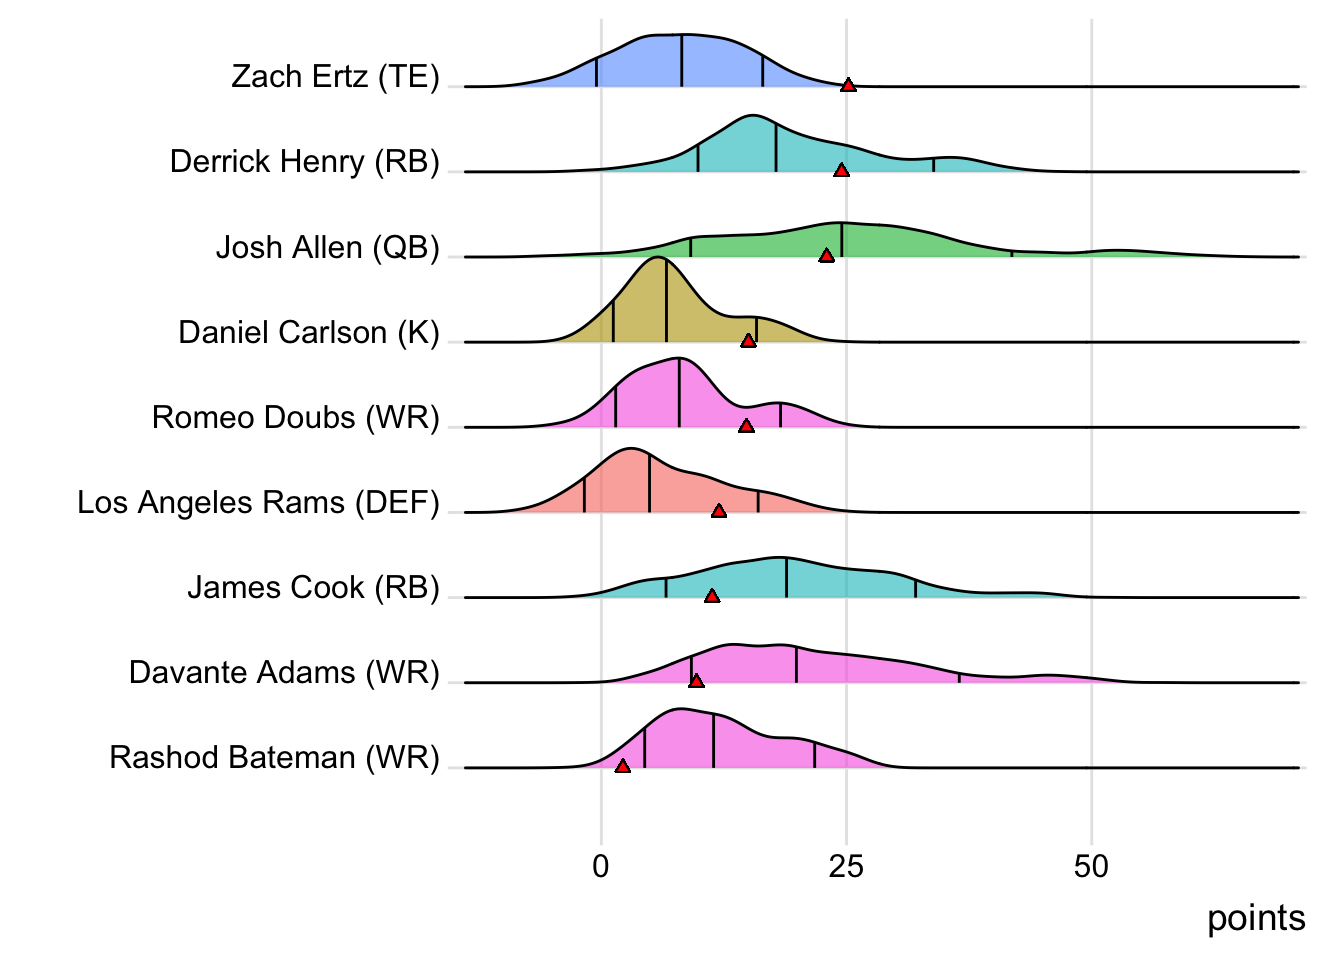 Zach Ertz (TE)
Derrick Henry (RB)
Josh Allen (QB)
Daniel Carlson (K)
Romeo Doubs (WR)
Los Angeles Rams (DEF)
James Cook (RB)
Davante Adams (WR)
Rashod Bateman (WR)
0 25 50
points